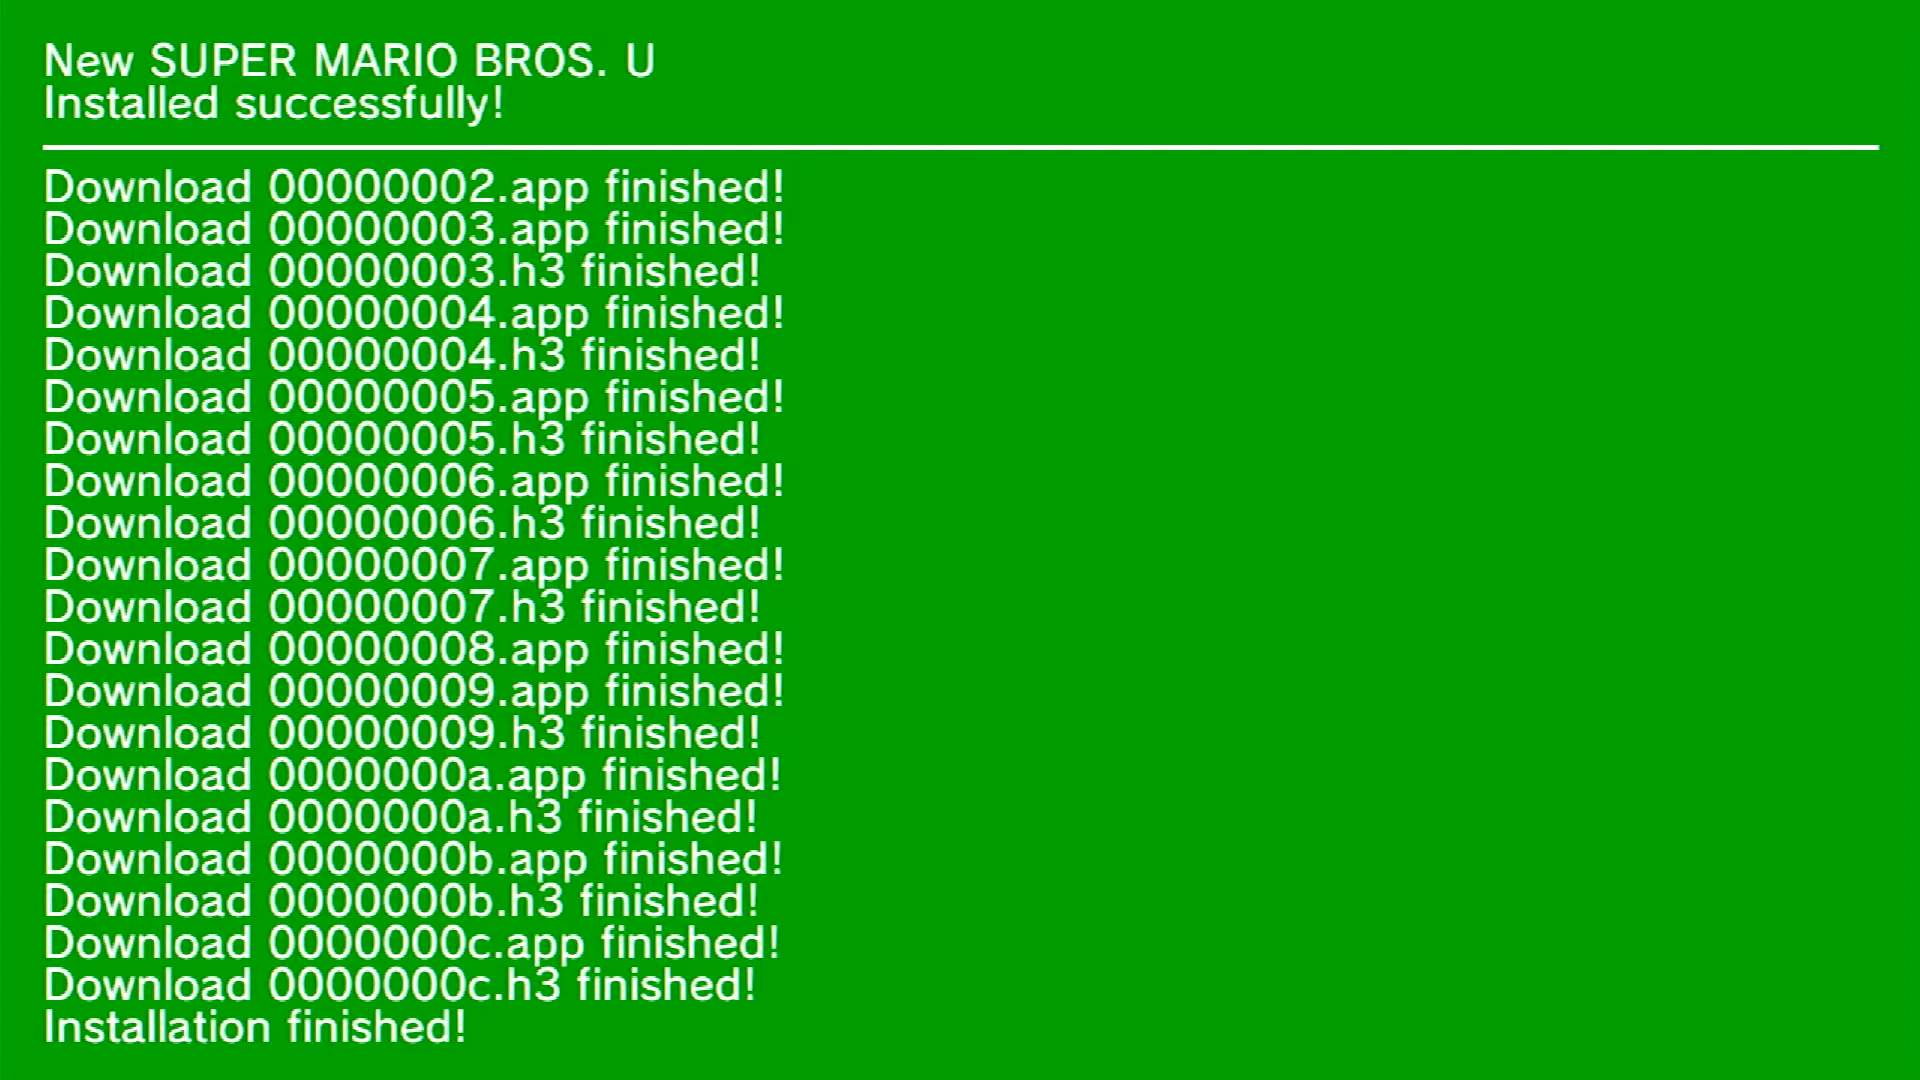 New SUPER MARIO BROS. U
Installed successfully!
Download 00000002.app finished!
Download 00000003.app finished!
Download 00000003.h3 finished!
Download 00000004.app finished!
Download 00000004.h3 finished!
Download 00000005.app finished!
Download 00000005.h3 finished!
Download 00000006.app finished!
Download 00000006.h3 finished!
Download 00000007.app finished!
Download 00000007.h3 finished!
Download 00000008.app finished!
Download 00000009.app finished!
Download 00000009.h3 finished!
Download 0000000a.app finished!
Download 0000000a.h3 finished!
Download 0000000b.app finished!
Download 0000000b.h3 finished!
Download 0000000c.app finished!
Download 0000000c.h3 finished!
Installation finished!